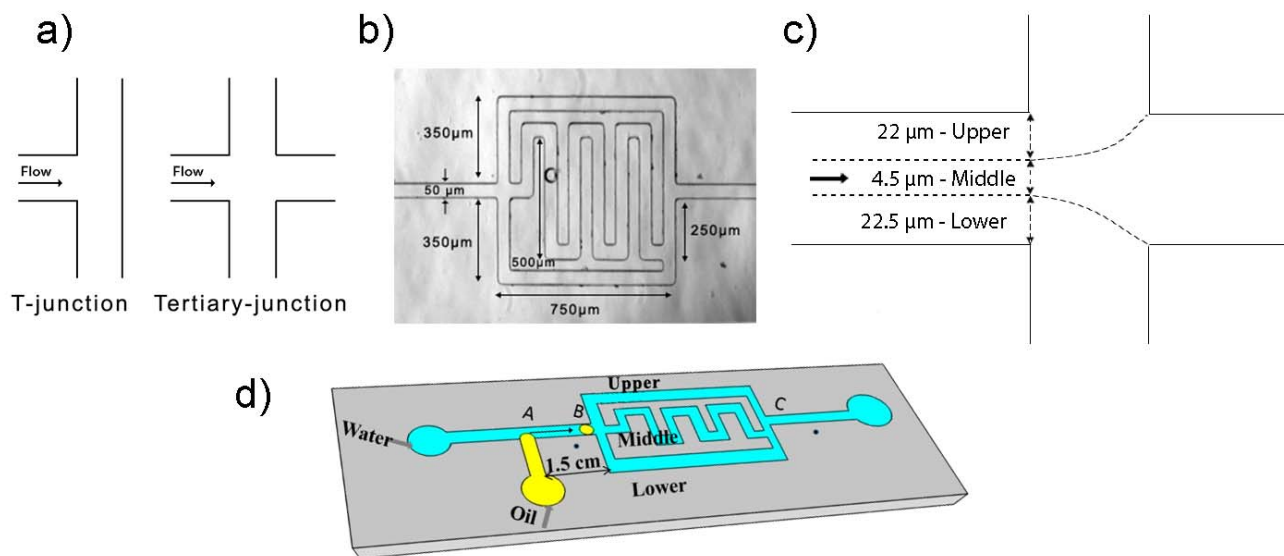 a)
Flow
Flow
T-junction
Tertiary-junction
b)
350µm
50 µm
350µm
250µm
500µm
750µm
c)
22 µm - Upper
4.5 µm - Middle
22.5 µm - Lower
d)
Upper
A
B
C
Water
Middle
1.5 cm
Lower
Oil